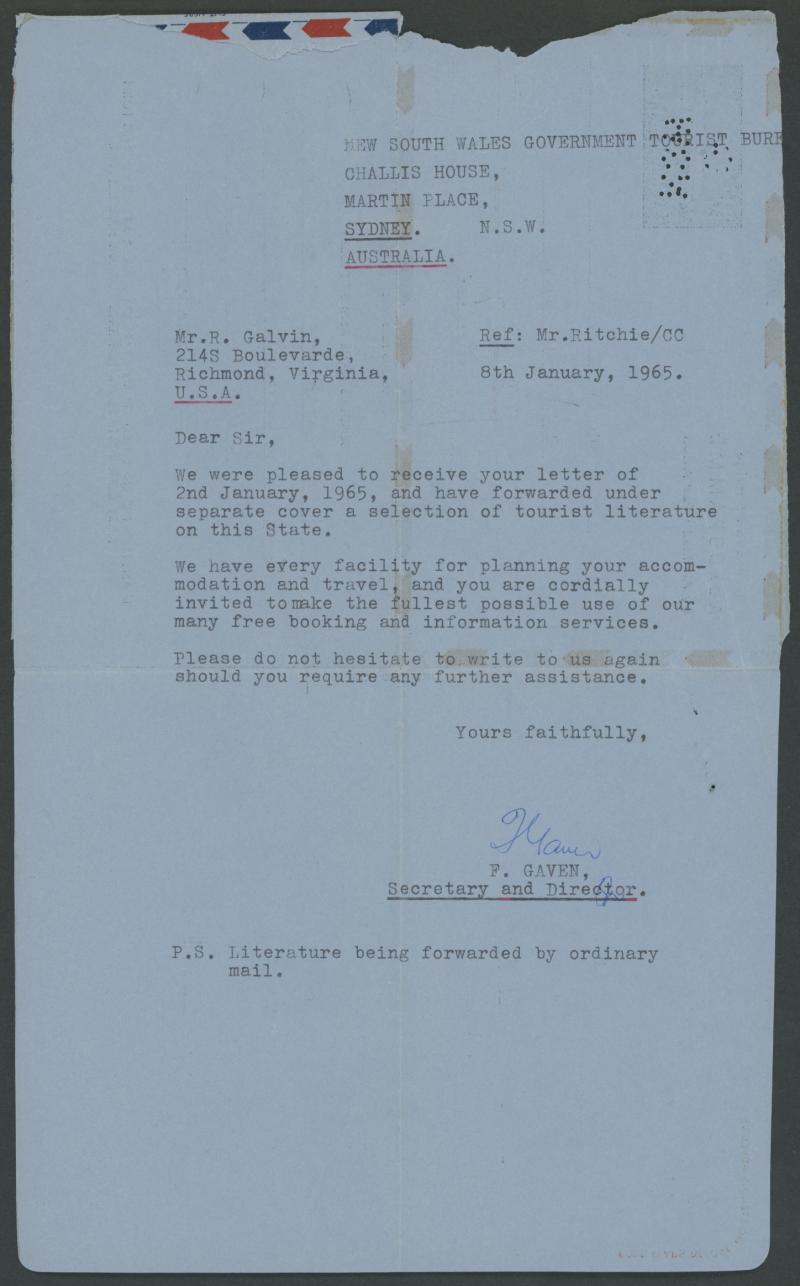 NEW SOUTH WALES GOVERNMENT TOURIST BURE
CHALLIS HOUSE,
MARTIN PLACE,
SYDNEY. N.S.W.
AUSTRALIA.
Mr.R. Galvin,
214S Boulevarde,
Richmond, Virginia,
U.S.A.
Ref: Mr.Ritchie/CC
8th January, 1965.
Dear Sir,
We were pleased to receive your letter of
2nd January, 1965, and have forwarded under
separate cover a selection of tourist literature
on this State.
We have every facility for planning your accom-
modation and travel, and you are cordially
invited tomake the fullest possible use of our
many free booking and information services.
Please do not hesitate to write to us again
should you require any further assistance.
Yours faithfully,
F. GAVEN,
Secretary and Director.
P.S. Literature being forwarded by ordinary
mail.